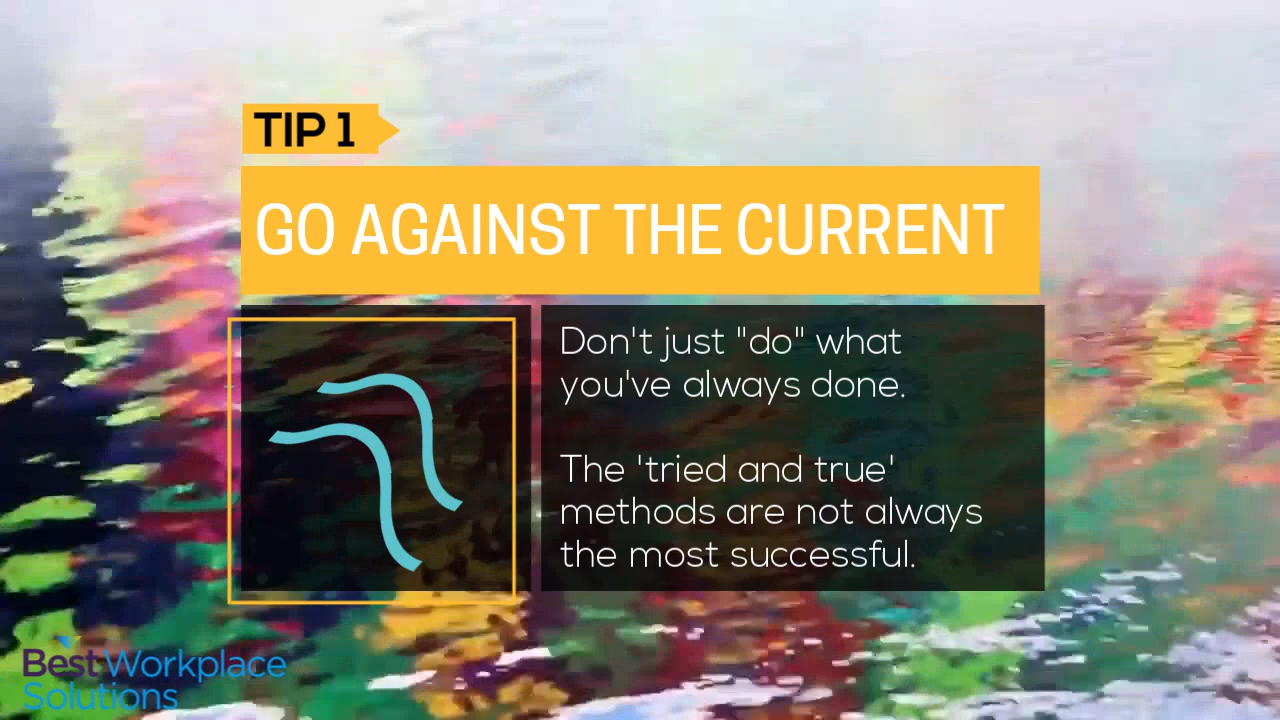 TIP 1
GO AGAINST THE CURRENT
Don't just "do" what
you've always done.
The 'tried and true'
methods are not always
the most successful.
Best Workplace
Solutions